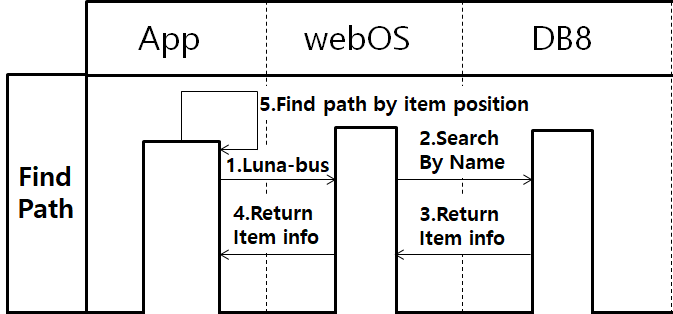 App
webOS
DB8
Find
Path
5.Find path by item position
1.Luna-bus
2.Search
By Name
4.Return
Item info
3.Return
Item info